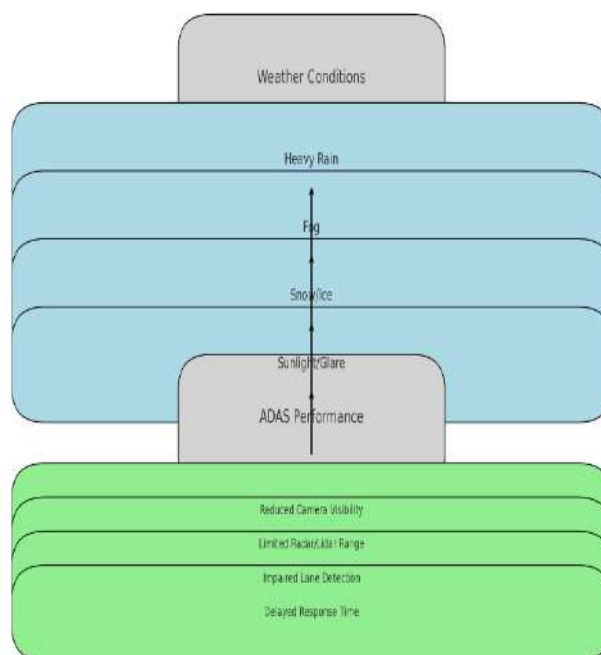 Weather Conditions
Heavy Rain
Fog
Snow/Ice
Sunlight/Glare
ADAS Performance
Reduced Camera Visibility
Limited Radar/Lidar Range
Impaired Lane Detection
Delayed Response Time